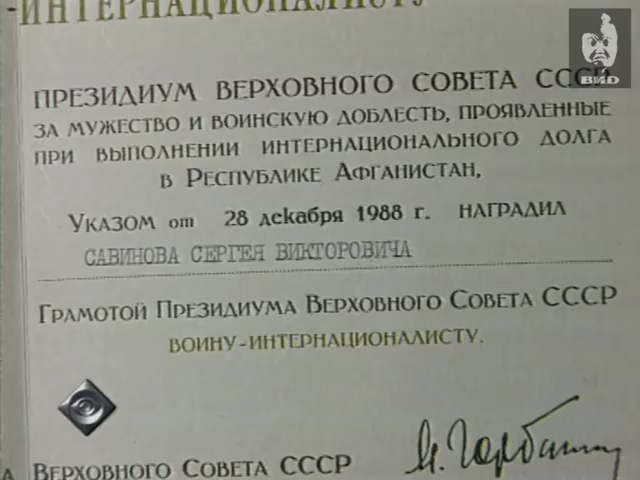 -ИНТЕРНАЦИОНАЛИСТУ
ВИD
ПРЕЗИДИУМ ВЕРХОВНОГО СОВЕТА СССР
ЗА МУЖЕСТВО И ВОИНСКУЮ ДОБЛЕСТЬ, ПРОЯВЛЕННЫЕ
ПРИ ВЫПОЛНЕНИИ ИНТЕРНАЦИОНАЛЬНОГО ДОЛГА
В РЕСПУБЛИКЕ АФГАНИСТАН,
УКАЗОМ от 28 декабря 1988 г. НАГРАДИЛ
САВИНОВА СЕРГЕЯ ВИКТОРОВИЧА
ГРАМОТОЙ ПРЕЗИДИУМА ВЕРХОВНОГО СОВЕТА СССР
ВОИНУ-ИНТЕРНАЦИОНАЛИСТУ.
А ВЕРХОВНОГО СОВЕТА СССР